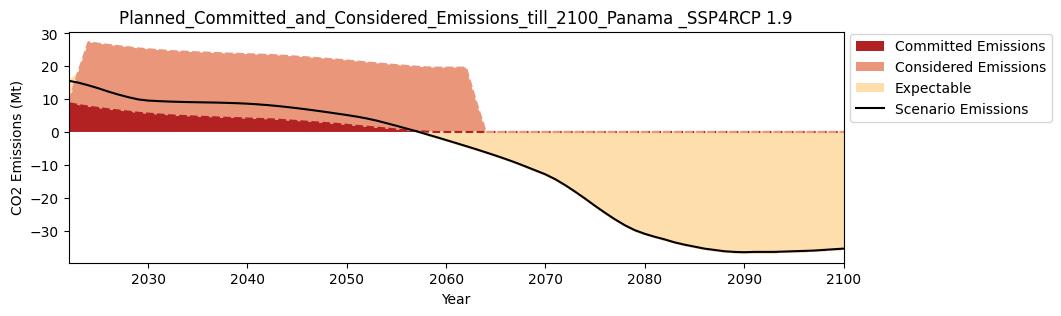 Planned_Committed_and_Considered_Emissions_till_2100_Panama _SSP4RCP 1.9
CO2 Emissions (Mt)
30
20
10
0
−10
−20
−30
2030
2040
2050
2060
2070
2080
2090
2100
Year
Committed Emissions
Considered Emissions
Expectable
Scenario Emissions